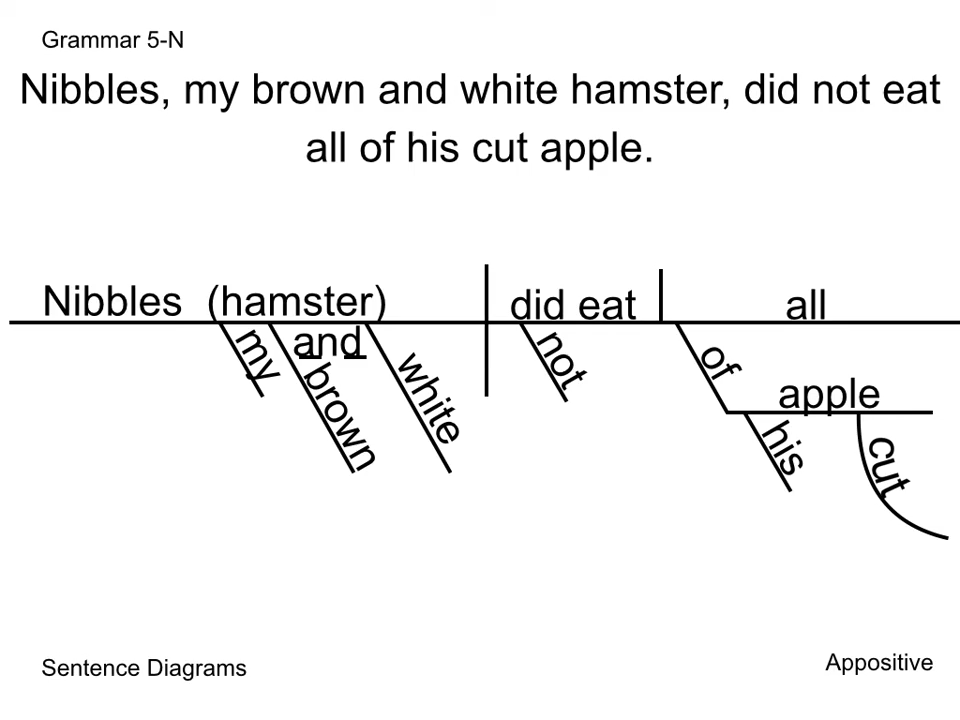 Grammar 5-N
Nibbles, my brown and white hamster, did not eat
all of his cut apple.
Nibbles (hamster) did eat all
my and brown white not of apple
his cut
Sentence Diagrams
Appositive